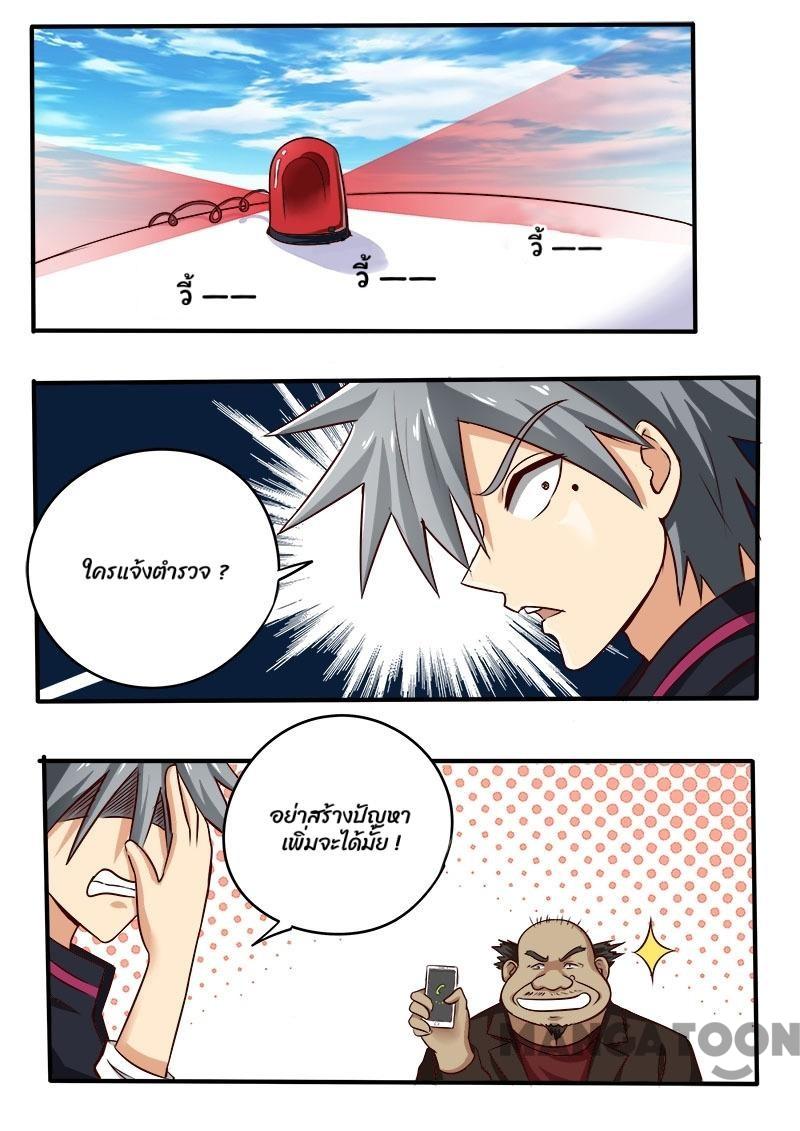 วี้ ——
วี้ ——
วี้ ——
ใครแจ้งตำรวจ ?
อย่าสร้างปัญหา
เพิ่มจะได้มั้ย !
MANGATOON